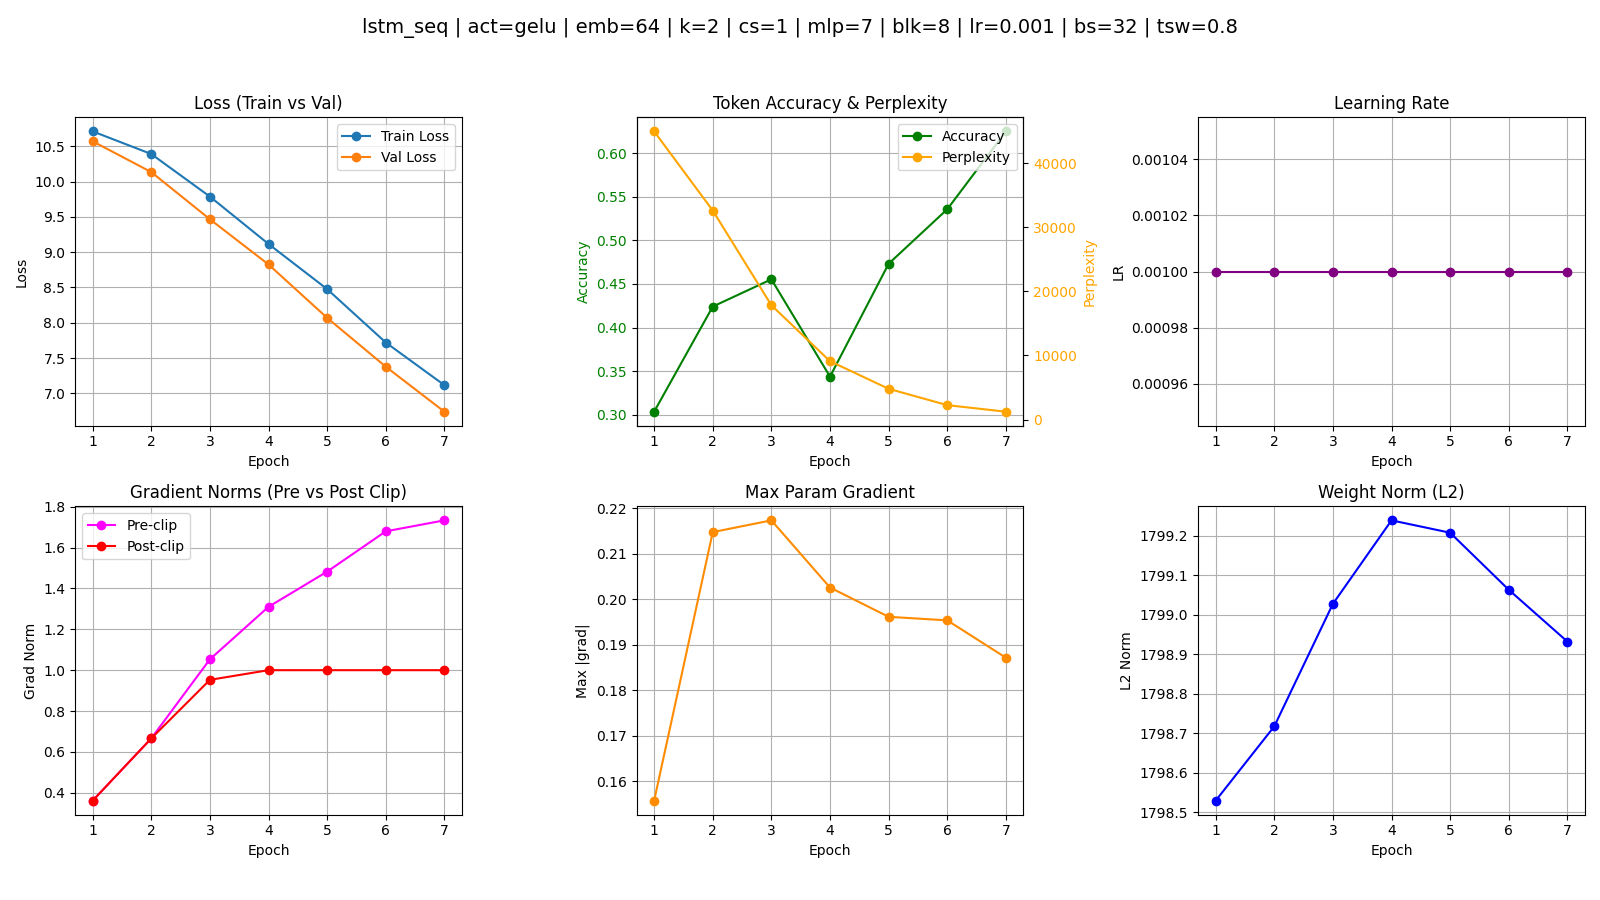 lstm_seq | act=gelu | emb=64 | k=2 | cs=1 | mlp=7 | blk=8 | lr=0.001 | bs=32 | tsw=0.8
Loss (Train vs Val)
Train Loss
Val Loss
10.5
10.0
9.5
9.0
8.5
8.0
7.5
7.0
Loss
1 2 3 4 5 6 7
Epoch
Token Accuracy & Perplexity
Accuracy
Perplexity
0.60
0.55
0.50
0.45
0.40
0.35
0.30
Accuracy
40000
30000
20000
10000
0
Perplexity
1 2 3 4 5 6 7
Epoch
Learning Rate
0.00104
0.00102
0.00100
0.00098
0.00096
LR
1 2 3 4 5 6 7
Epoch
Gradient Norms (Pre vs Post Clip)
Pre-clip
Post-clip
1.8
1.6
1.4
1.2
1.0
0.8
0.6
0.4
Grad Norm
1 2 3 4 5 6 7
Epoch
Max Param Gradient
0.22
0.21
0.20
0.19
0.18
0.17
0.16
Max |grad|
1 2 3 4 5 6 7
Epoch
Weight Norm (L2)
1799.2
1799.1
1799.0
1798.9
1798.8
1798.7
1798.6
1798.5
L2 Norm
1 2 3 4 5 6 7
Epoch